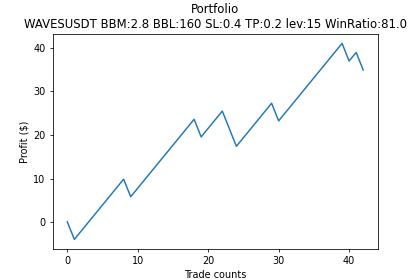 Portfolio
WAVESUSDT BBM:2.8 BBL:160 SL:0.4 TP:0.2 lev:15 WinRatio:81.0
40
30
20
10
0
Profit ($)
0
10
20
30
40
Trade counts